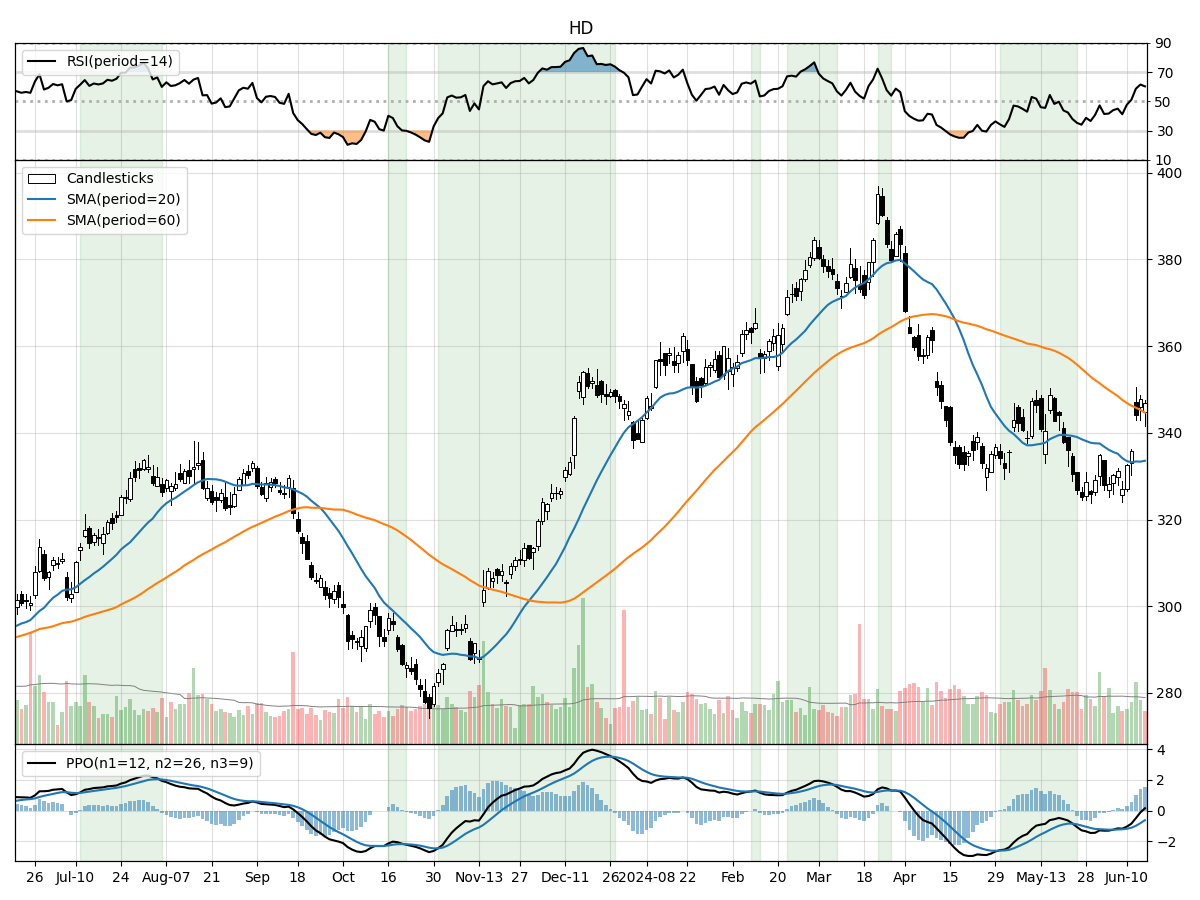 HD
RSI(period=14)
90
70
50
30
10
Candlesticks
SMA(period=20)
SMA(period=60)
400
380
360
340
320
300
280
PPO(n1=12, n2=26, n3=9)
4
2
0
−2
26 Jul-10 24 Aug-07 21 Sep 18 Oct 16 30 Nov-13 27 Dec-11 26 2024-08 22 Feb 20 Mar 18 Apr 15 29 May-13 28 Jun-10